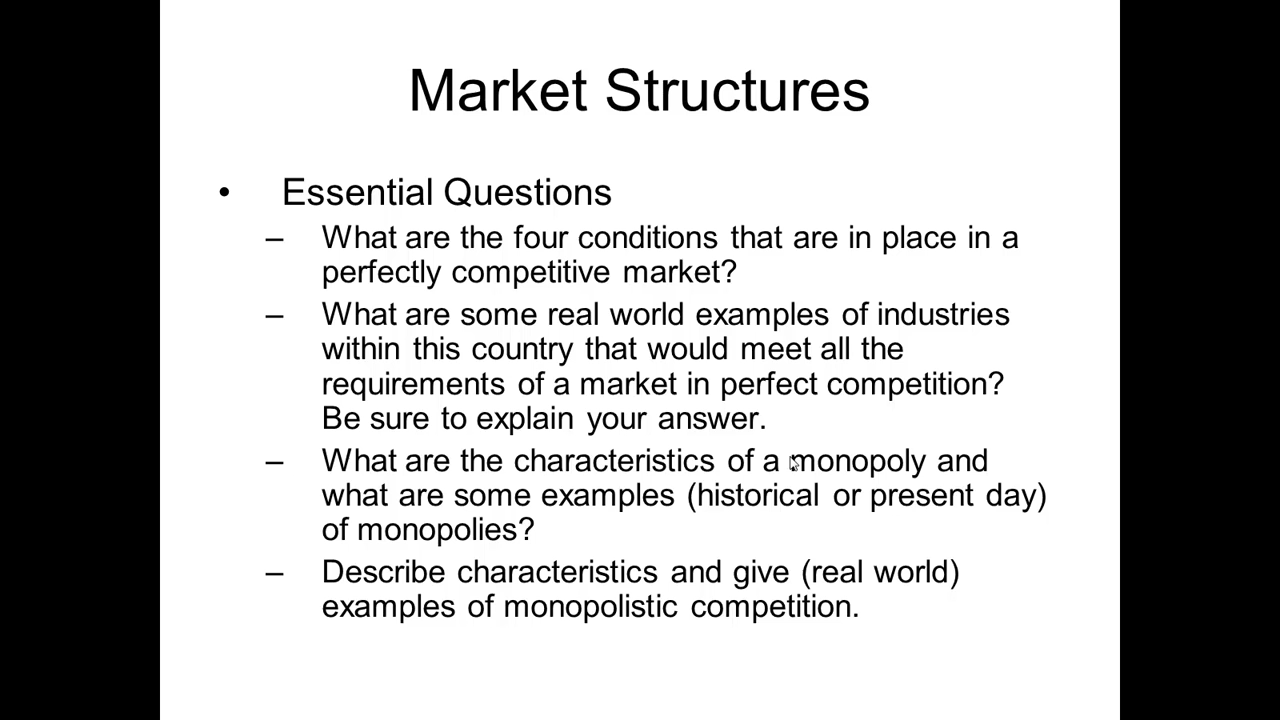 Market Structures
• Essential Questions
– What are the four conditions that are in place in a
perfectly competitive market?
– What are some real world examples of industries
within this country that would meet all the
requirements of a market in perfect competition?
Be sure to explain your answer.
– What are the characteristics of a monopoly and
what are some examples (historical or present day)
of monopolies?
– Describe characteristics and give (real world)
examples of monopolistic competition.